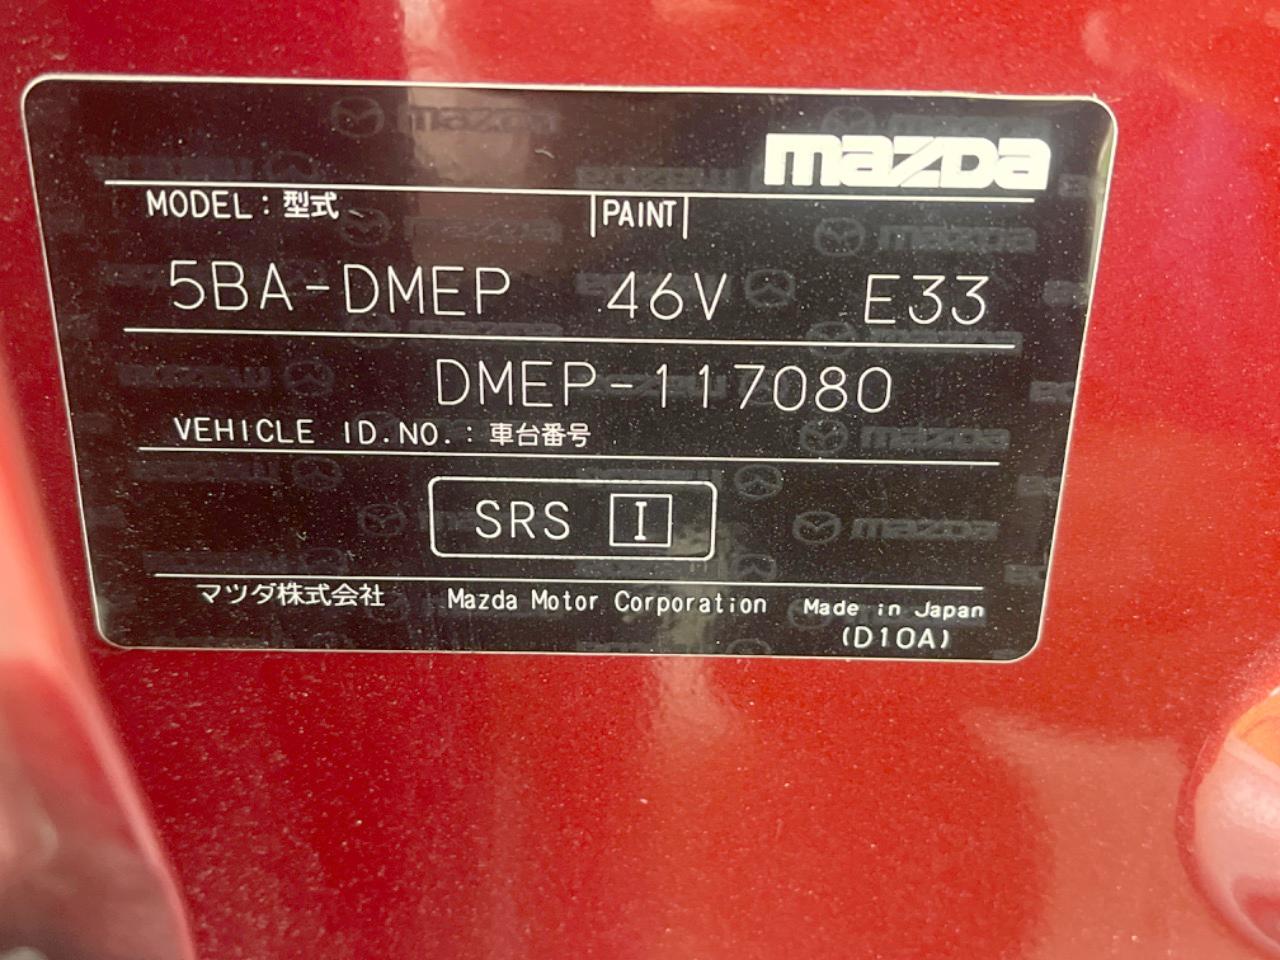 mazda
MODEL : 型式 PAINT
5BA-DMEP 46V E33
DMEP-117080
VEHICLE ID.NO. : 車台番号
SRS I
マツダ株式会社 Mazda Motor Corporation Made in Japan
(D10A)